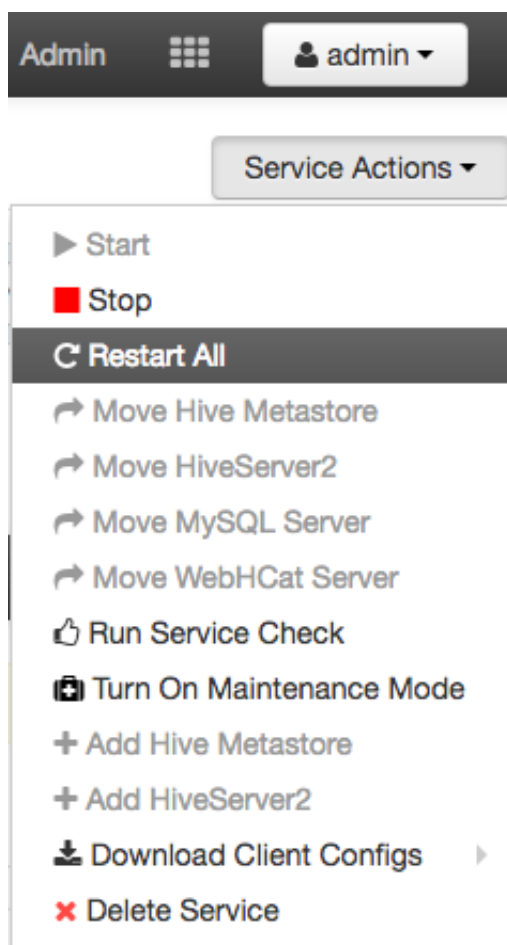 Admin admin
Service Actions
Start
Stop
Restart All
Move Hive Metastore
Move HiveServer2
Move MySQL Server
Move WebHCat Server
Run Service Check
Turn On Maintenance Mode
Add Hive Metastore
Add HiveServer2
Download Client Configs
Delete Service